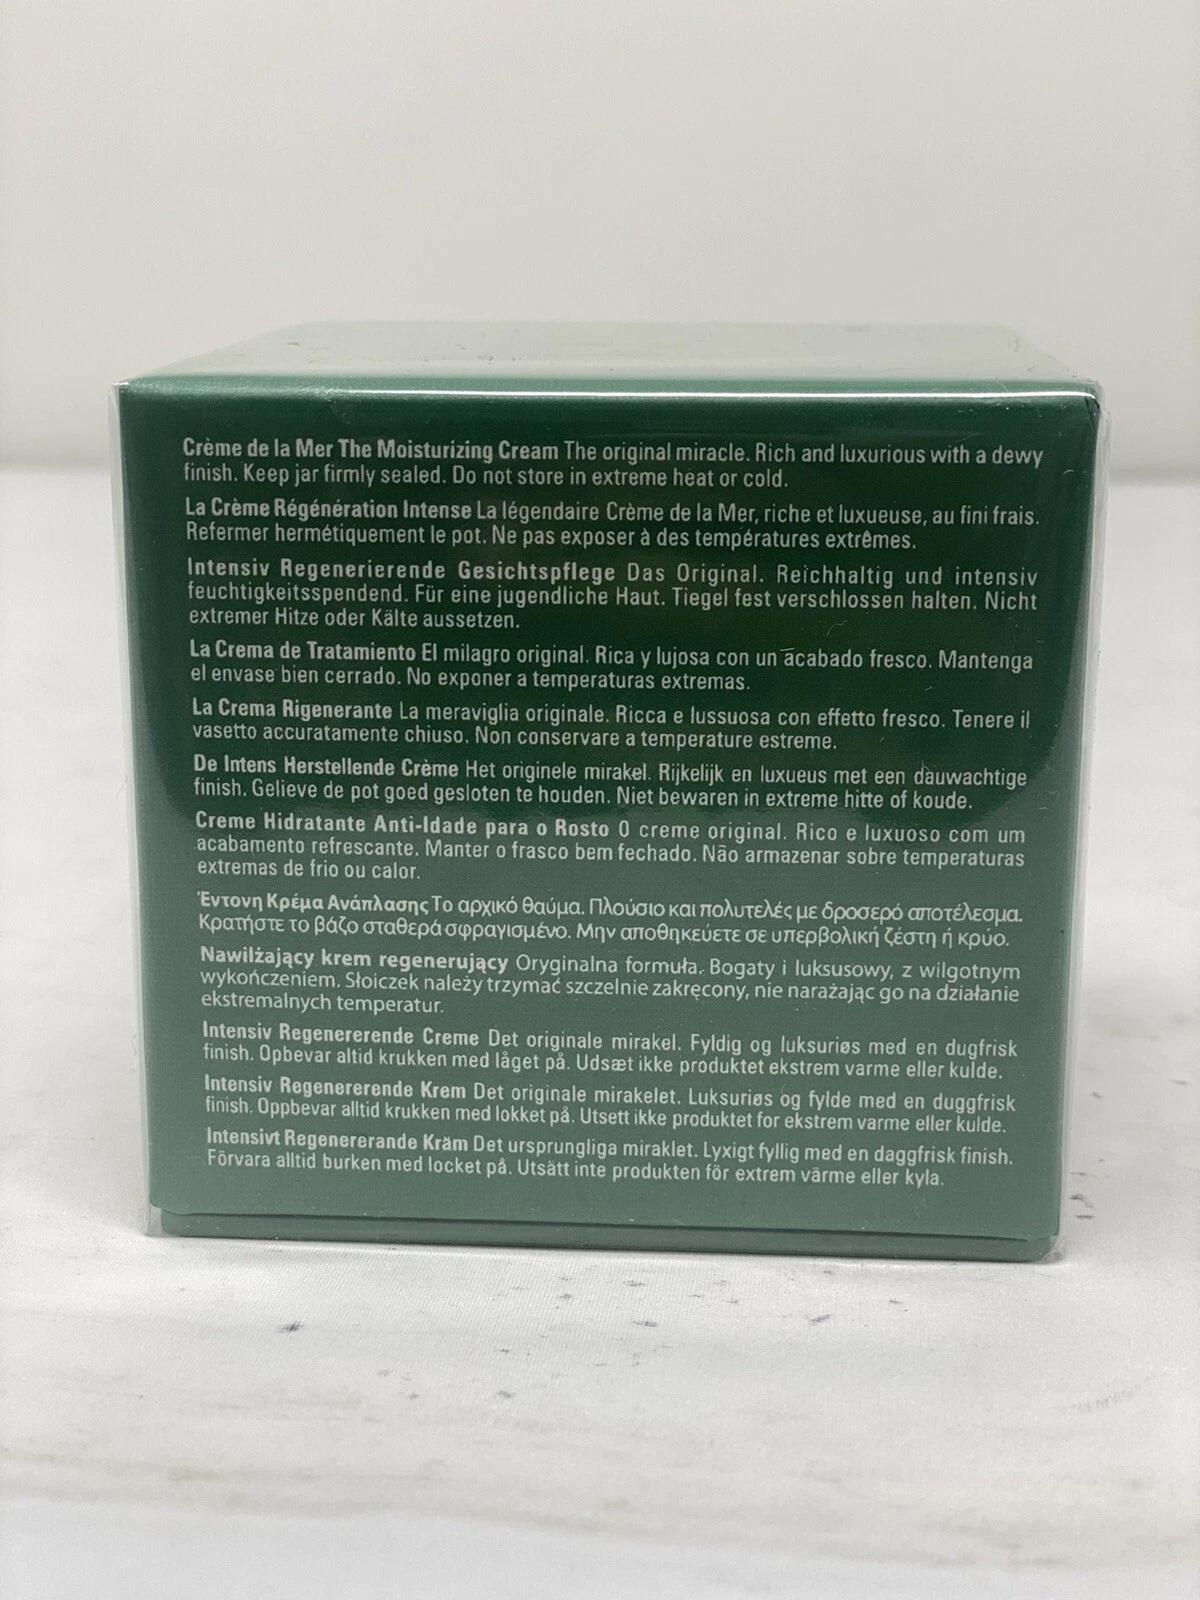 Crème de la Mer The Moisturizing Cream The original miracle. Rich and luxurious with a dewy
finish. Keep jar firmly sealed. Do not store in extreme heat or cold.
La Crème Régénération Intense La légendaire Crème de la Mer, riche et luxueuse, au fini frais.
Refermer hermétiquement le pot. Ne pas exposer à des températures extrêmes.
Intensiv Regenerierende Gesichtspflege Das Original. Reichhaltig und intensiv
feuchtigkeitsspendend. Für eine jugendliche Haut. Tiegel fest verschlossen halten. Nicht
extremer Hitze oder Kälte aussetzen.
La Crema de Tratamiento El milagro original. Rica y lujosa con un acabado fresco. Mantenga
el envase bien cerrado. No exponer a temperaturas extremas.
La Crema Rigenerante La meraviglia originale. Ricca e lussuosa con effetto fresco. Tenere il
vasetto accuratamente chiuso. Non conservare a temperature estreme.
De Intens Herstellende Crème Het originele mirakel. Rijkelijk en luxueus met een dauwachtige
finish. Gelieve de pot goed gesloten te houden. Niet bewaren in extreme hitte of koude.
Creme Hidratante Anti-Idade para o Rosto O creme original. Rico e luxuoso com um
acabamento refrescante. Manter o frasco bem fechado. Não armazenar sobre temperaturas
extremas de frio ou calor.
Έντονη Κρέμα Ανάπλασης Το αρχικό θαύμα. Πλούσιο και πολυτελές με δροσερό αποτέλεσμα.
Κρατήστε το βάζο σταθερά σφραγισμένο. Μην αποθηκεύετε σε υπερβολική ζέστη ή κρύο.
Nawilżający krem regenerujący Oryginalna formuła. Bogaty i luksusowy, z wilgotnym
wykończeniem. Słoiczek należy trzymać szczelnie zakręcony, nie narażając go na działanie
ekstremalnych temperatur.
Intensiv Regenererende Creme Det originale mirakel. Fyldig og luksuriøs med en dugfrisk
finish. Opbevar altid krukken med låget på. Udsæt ikke produktet ekstrem varme eller kulde.
Intensiv Regenererende Krem Det originale mirakelet. Luksuriøs og fylde med en duggfrisk
finish. Oppbevar alltid krukken med lokket på. Utsett ikke produktet for ekstrem varme eller kulde.
Intensivt Regenererande Kräm Det ursprungliga miraklet. Lyxigt fyllig med en daggfrisk finish.
Förvara alltid burken med locket på. Utsätt inte produkten för extrem värme eller kyla.